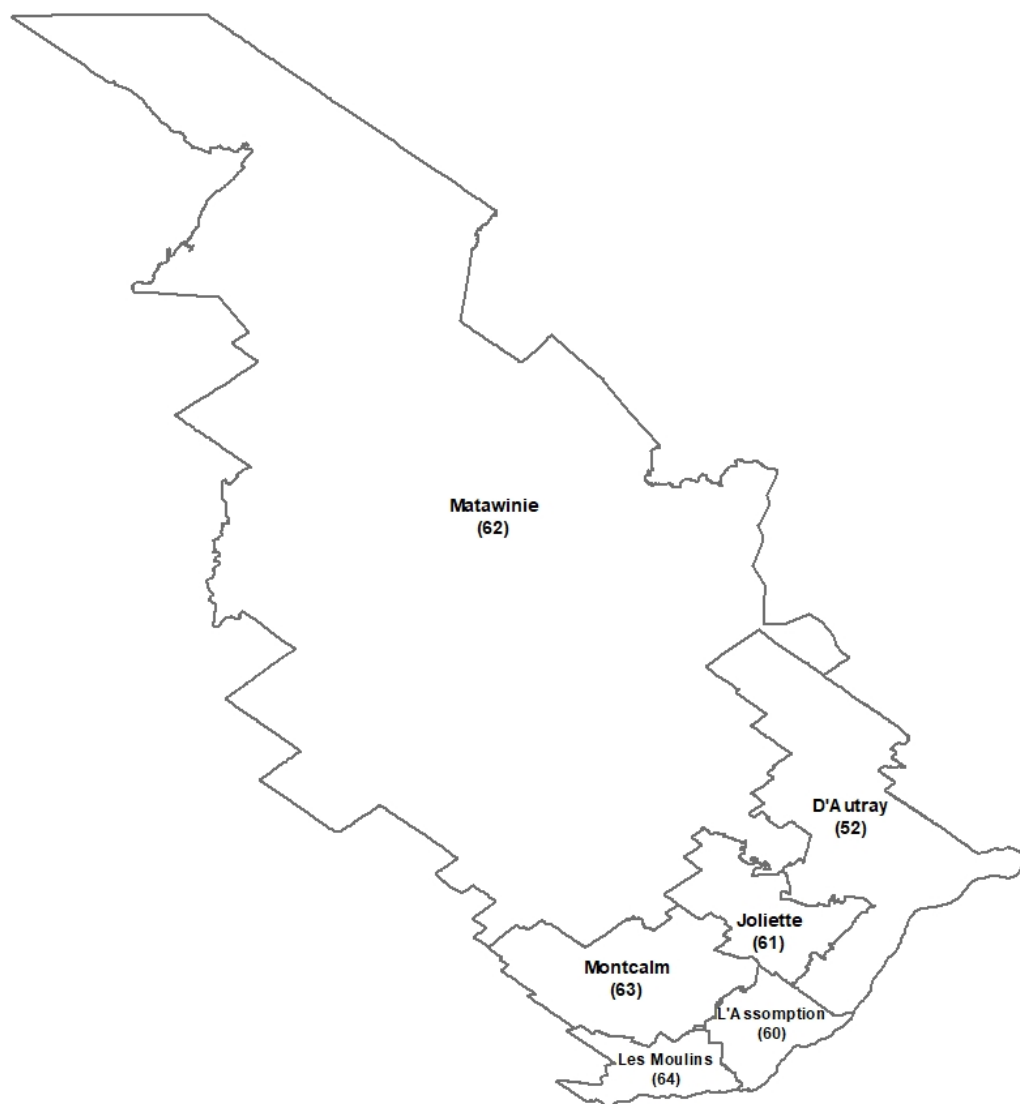 Matawinie
(62)
D'Autray
(52)
Joliette
(61)
Montcalm
(63)
L'Assomption
(60)
Les Moulins
(64)